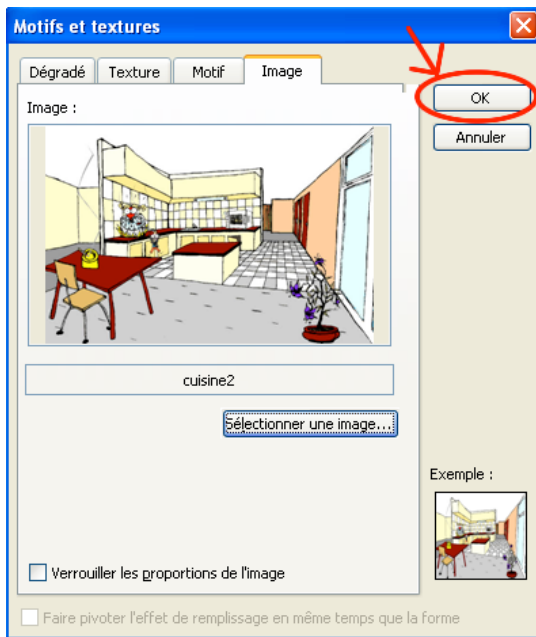 Motifs et textures
Dégradé Texture Motif Image
OK
Image :
Annuler
cuisine2
Sélectionner une image...
Exemple :
Verrouiller les proportions de l'image
Faire pivoter l'effet de remplissage en même temps que la forme